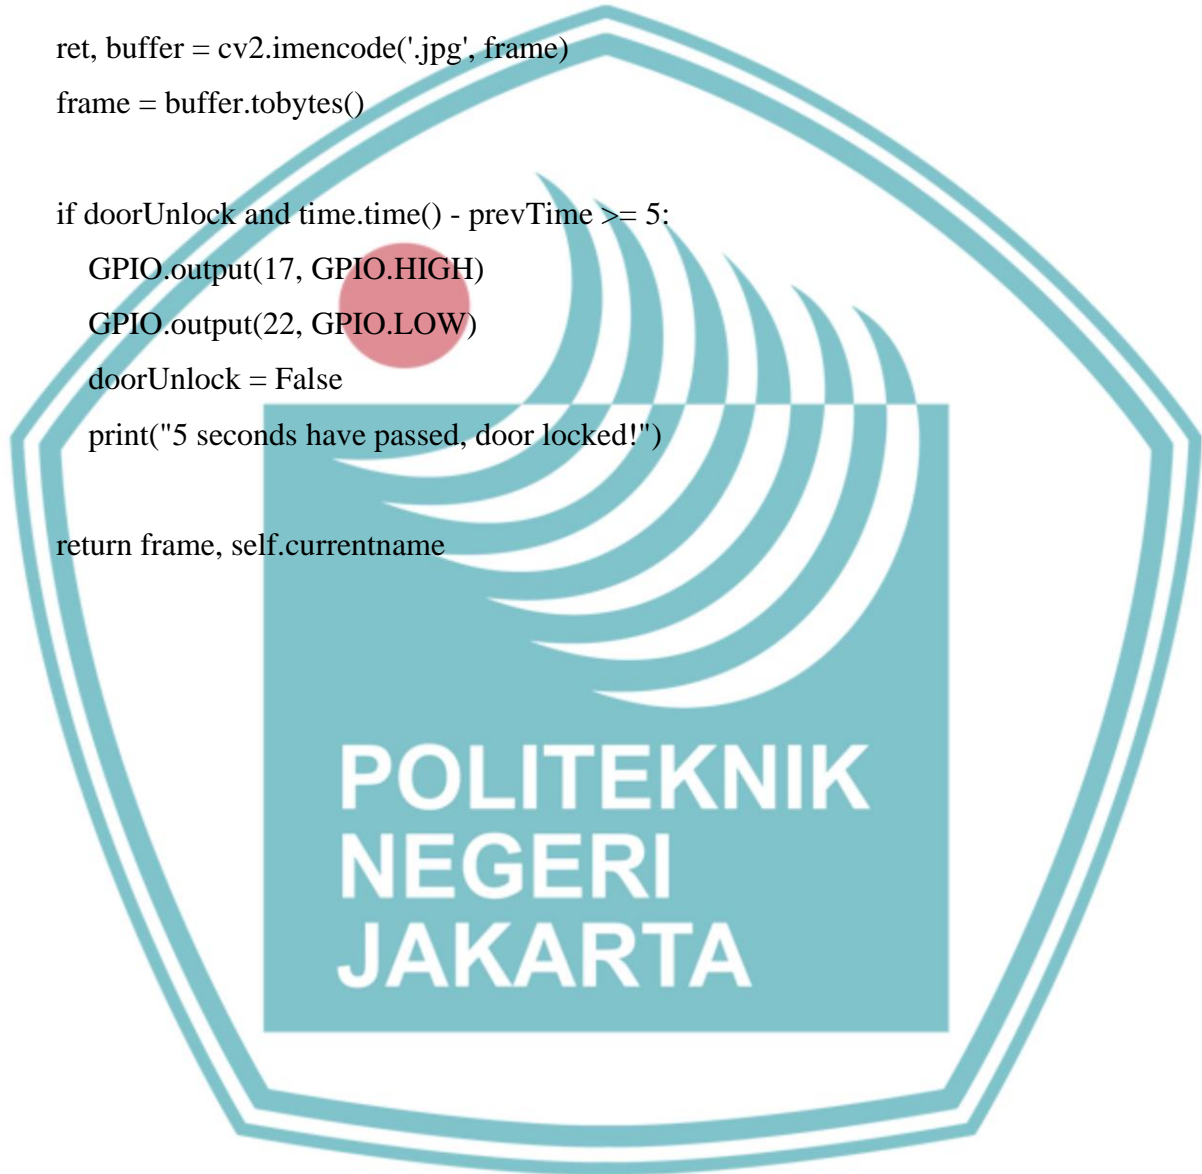 ret, buffer = cv2.imencode('.jpg', frame)
frame = buffer.tobytes()
if doorUnlock and time.time() - prevTime >= 5:
GPIO.output(17, GPIO.HIGH)
GPIO.output(22, GPIO.LOW)
doorUnlock = False
print("5 seconds have passed, door locked!")
return frame, self.currentname
POLITEKNIK
NEGERI
JAKARTA